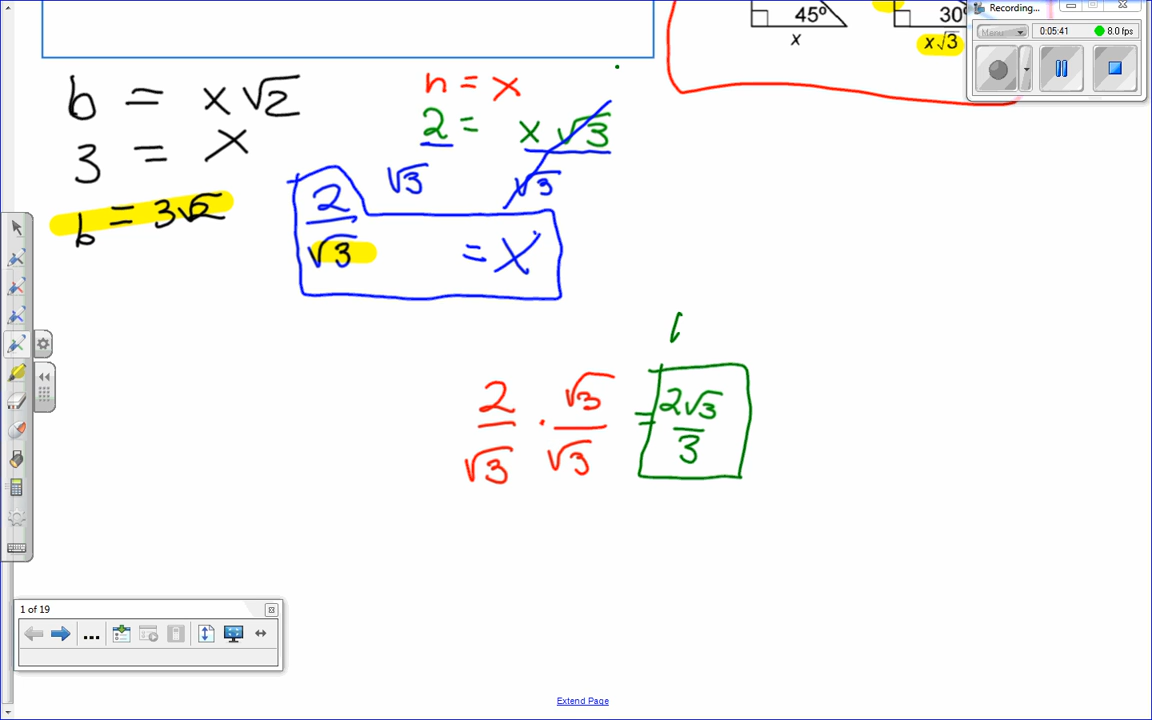 Recording...
Menu
0:05:41
8.0 fps
45°
x
30°
x√3
b = x√2
3 = x
b = 3√2
n = x
2 = x√3
√3 √3
2
√3 = x
2 · √3 = 2√3
√3 √3 3
1 of 19
...
Extend Page